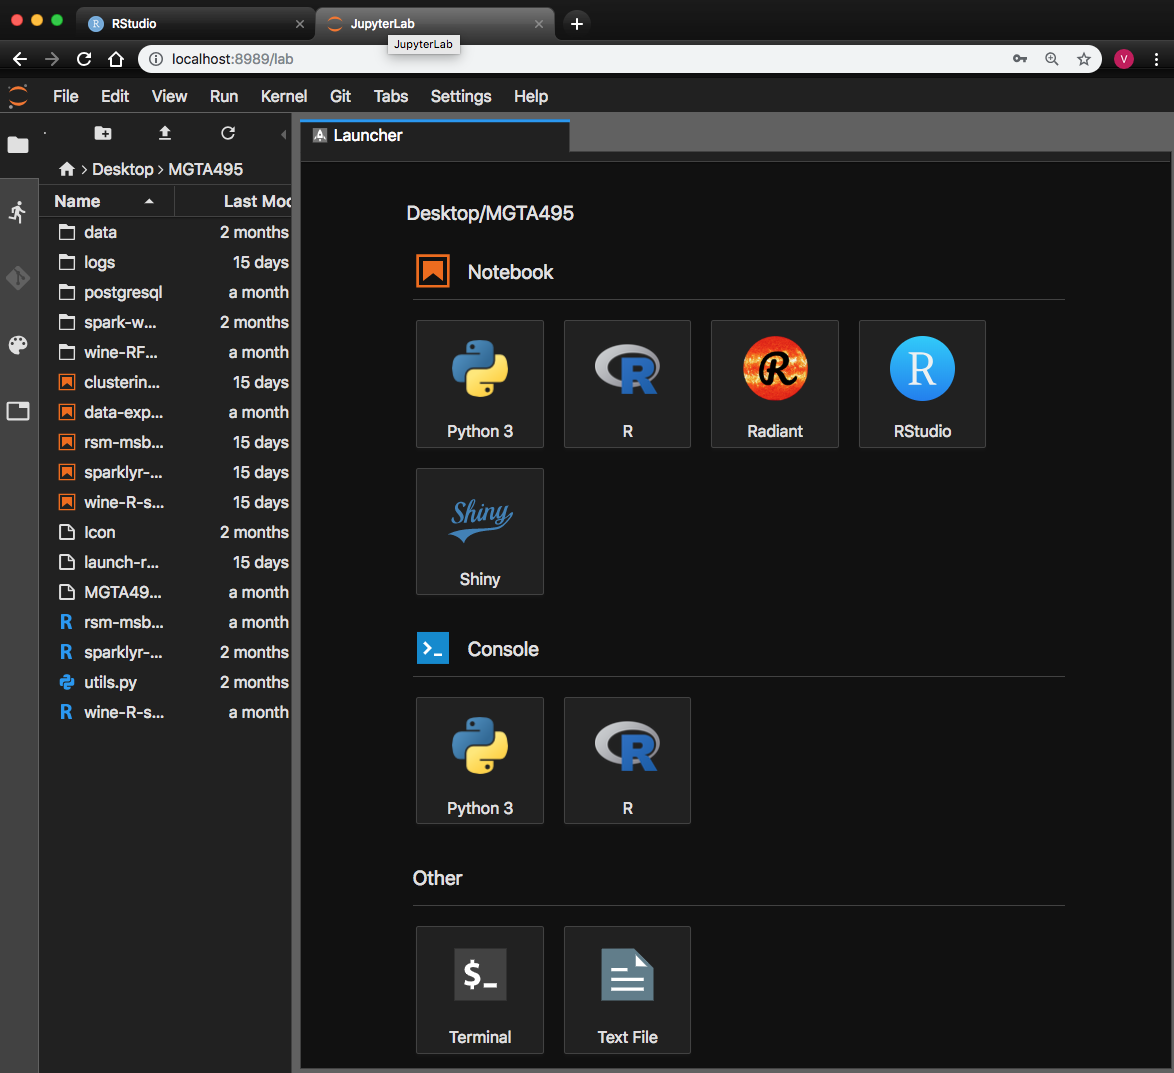 RStudio
JupyterLab
JupyterLab
localhost:8989/lab
V
File Edit View Run Kernel Git Tabs Settings Help
Desktop > MGTA495
Name Last Mod
data 2 months
logs 15 days
postgresql a month
spark-w... 2 months
wine-RF... a month
clusterin... 15 days
data-exp... a month
rsm-msb... 15 days
sparklyr-... 15 days
wine-R-s... 15 days
Icon 2 months
launch-r... 15 days
MGTA49... a month
R rsm-msb... a month
R sparklyr-... 2 months
utils.py 2 months
R wine-R-s... a month
Launcher
Desktop/MGTA495
Notebook
R R R
Python 3 R Radiant RStudio
Shiny
Shiny
>_ Console
R
Python 3 R
Other
$_
Terminal Text File